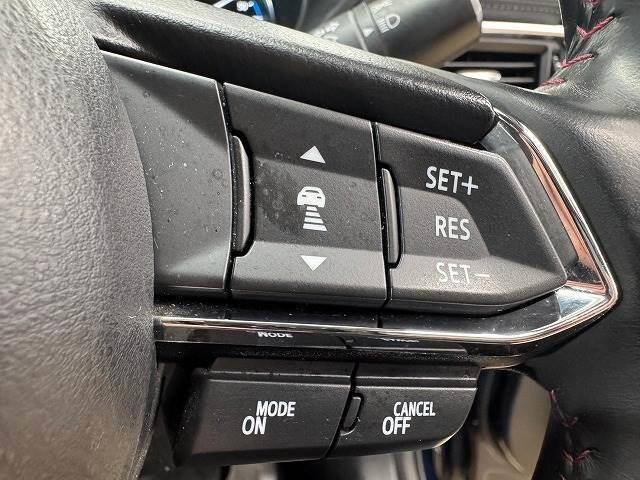 SET+
RES
SET−
MODE
ON
CANCEL
OFF